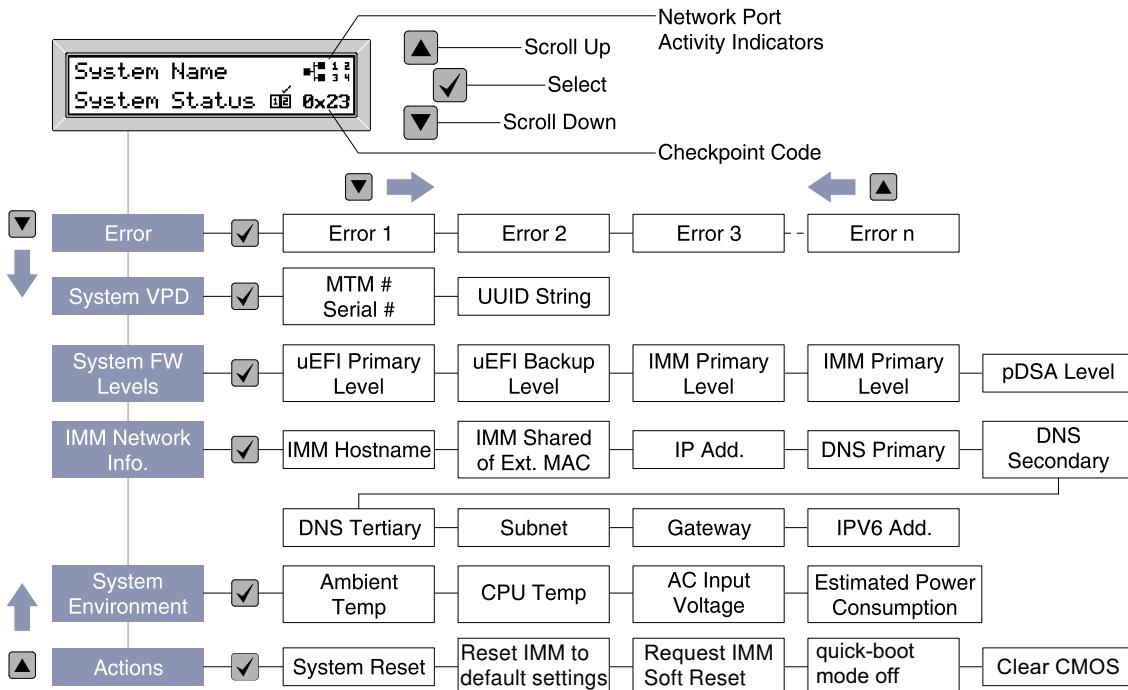 Network Port
Activity Indicators
System Name
1 2
3 4
System Status 12 0x23
Scroll Up
Select
Scroll Down
Checkpoint Code
Error
Error 1
Error 2
Error 3
Error n
System VPD
MTM #
Serial #
UUID String
System FW
Levels
uEFI Primary
Level
uEFI Backup
Level
IMM Primary
Level
IMM Primary
Level
pDSA Level
IMM Network
Info.
IMM Hostname
IMM Shared
of Ext. MAC
IP Add.
DNS Primary
DNS
Secondary
DNS Tertiary
Subnet
Gateway
IPV6 Add.
System
Environment
Ambient
Temp
CPU Temp
AC Input
Voltage
Estimated Power
Consumption
Actions
System Reset
Reset IMM to
default settings
Request IMM
Soft Reset
quick-boot
mode off
Clear CMOS